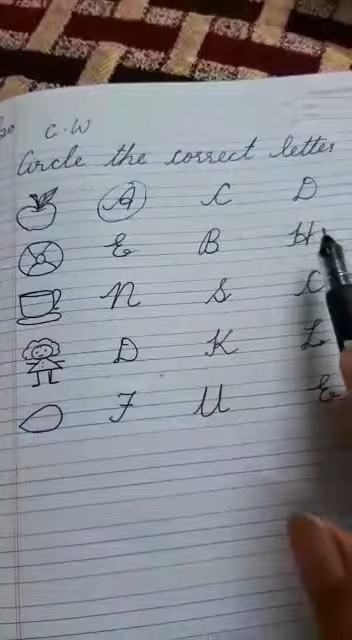 C.W
Circle the correct letter
A C D
E B H
N S C
D K L
F U E